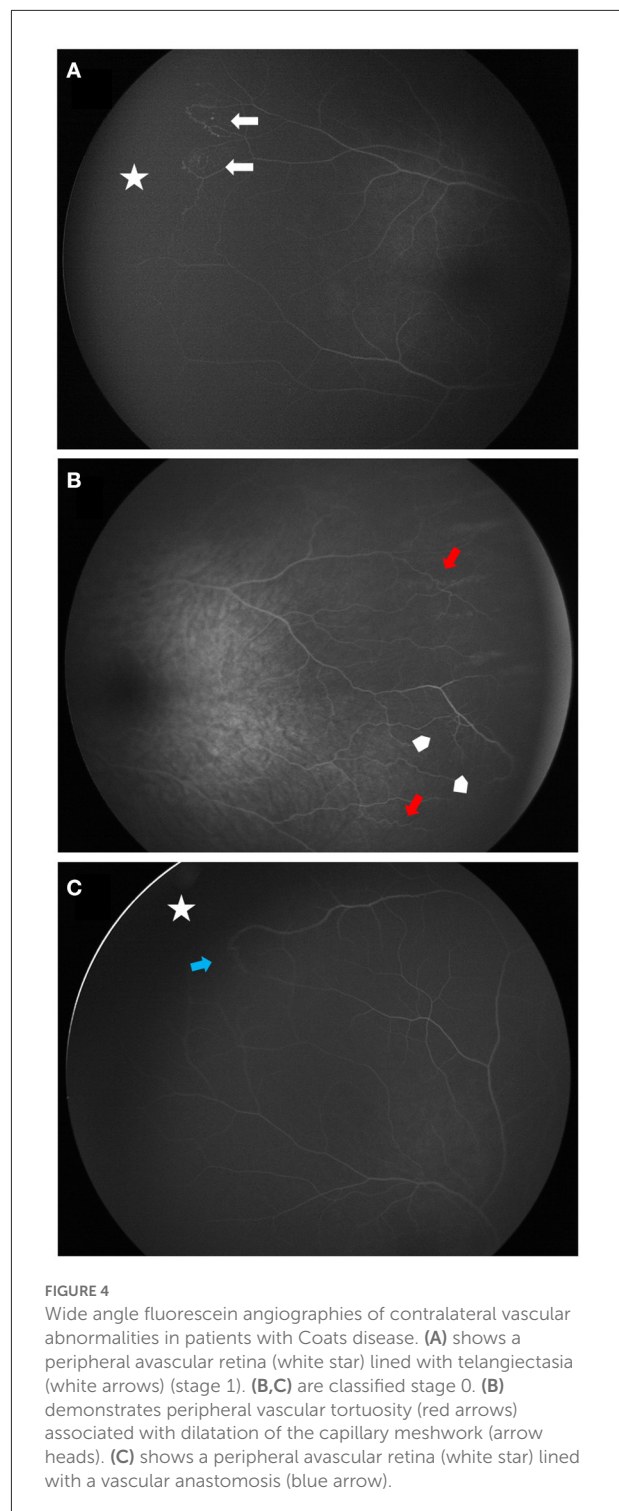 A
B
C
FIGURE 4
Wide angle fluorescein angiographies of contralateral vascular
abnormalities in patients with Coats disease. (A) shows a
peripheral avascular retina (white star) lined with telangiectasia
(white arrows) (stage 1). (B,C) are classified stage 0. (B)
demonstrates peripheral vascular tortuosity (red arrows)
associated with dilatation of the capillary meshwork (arrow
heads). (C) shows a peripheral avascular retina (white star) lined
with a vascular anastomosis (blue arrow).